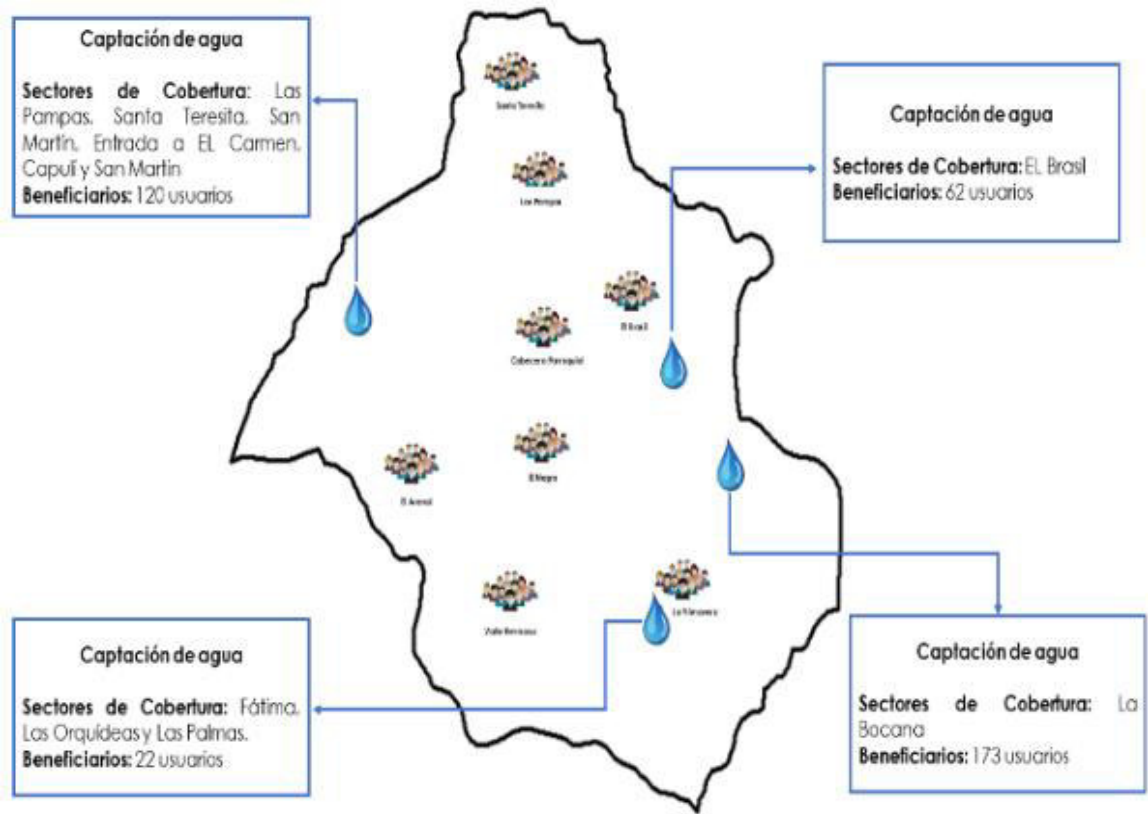 Captación de agua
Sectores de Cobertura: Las
Pampas, Santa Teresita, San
Martín, Entrada a EL Carmen,
Capulí y San Martín
Beneficiarios: 120 usuarios
Captación de agua
Sectores de Cobertura: EL Brasil
Beneficiarios: 62 usuarios
Santa Teresita
Las Pampas
El Brasil
Cabecera Parroquial
El Negro
El Arenal
Valle Hermoso
Captación de agua
Sectores de Cobertura: Fátima,
Las Orquídeas y Las Palmas.
Beneficiarios: 22 usuarios
Captación de agua
Sectores de Cobertura: La
Bocana
Beneficiarios: 173 usuarios